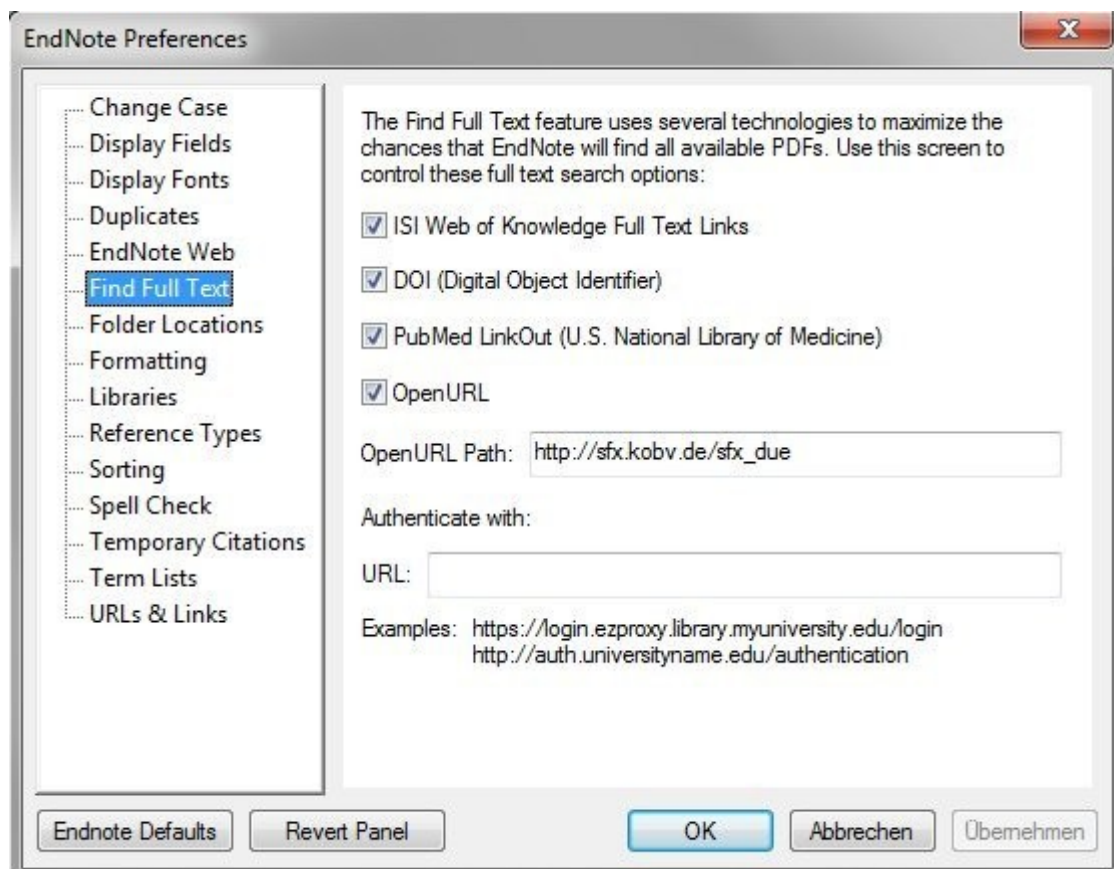 EndNote Preferences
Change Case
Display Fields
Display Fonts
Duplicates
EndNote Web
Find Full Text
Folder Locations
Formatting
Libraries
Reference Types
Sorting
Spell Check
Temporary Citations
Term Lists
URLs & Links
The Find Full Text feature uses several technologies to maximize the
chances that EndNote will find all available PDFs. Use this screen to
control these full text search options:
ISI Web of Knowledge Full Text Links
DOI (Digital Object Identifier)
PubMed LinkOut (U.S. National Library of Medicine)
OpenURL
OpenURL Path: http://sfx.kobv.de/sfx_due
Authenticate with:
URL:
Examples: https://login.ezproxy.library.myuniversity.edu/login
http://auth.universityname.edu/authentication
Endnote Defaults Revert Panel OK Abbrechen Übernehmen